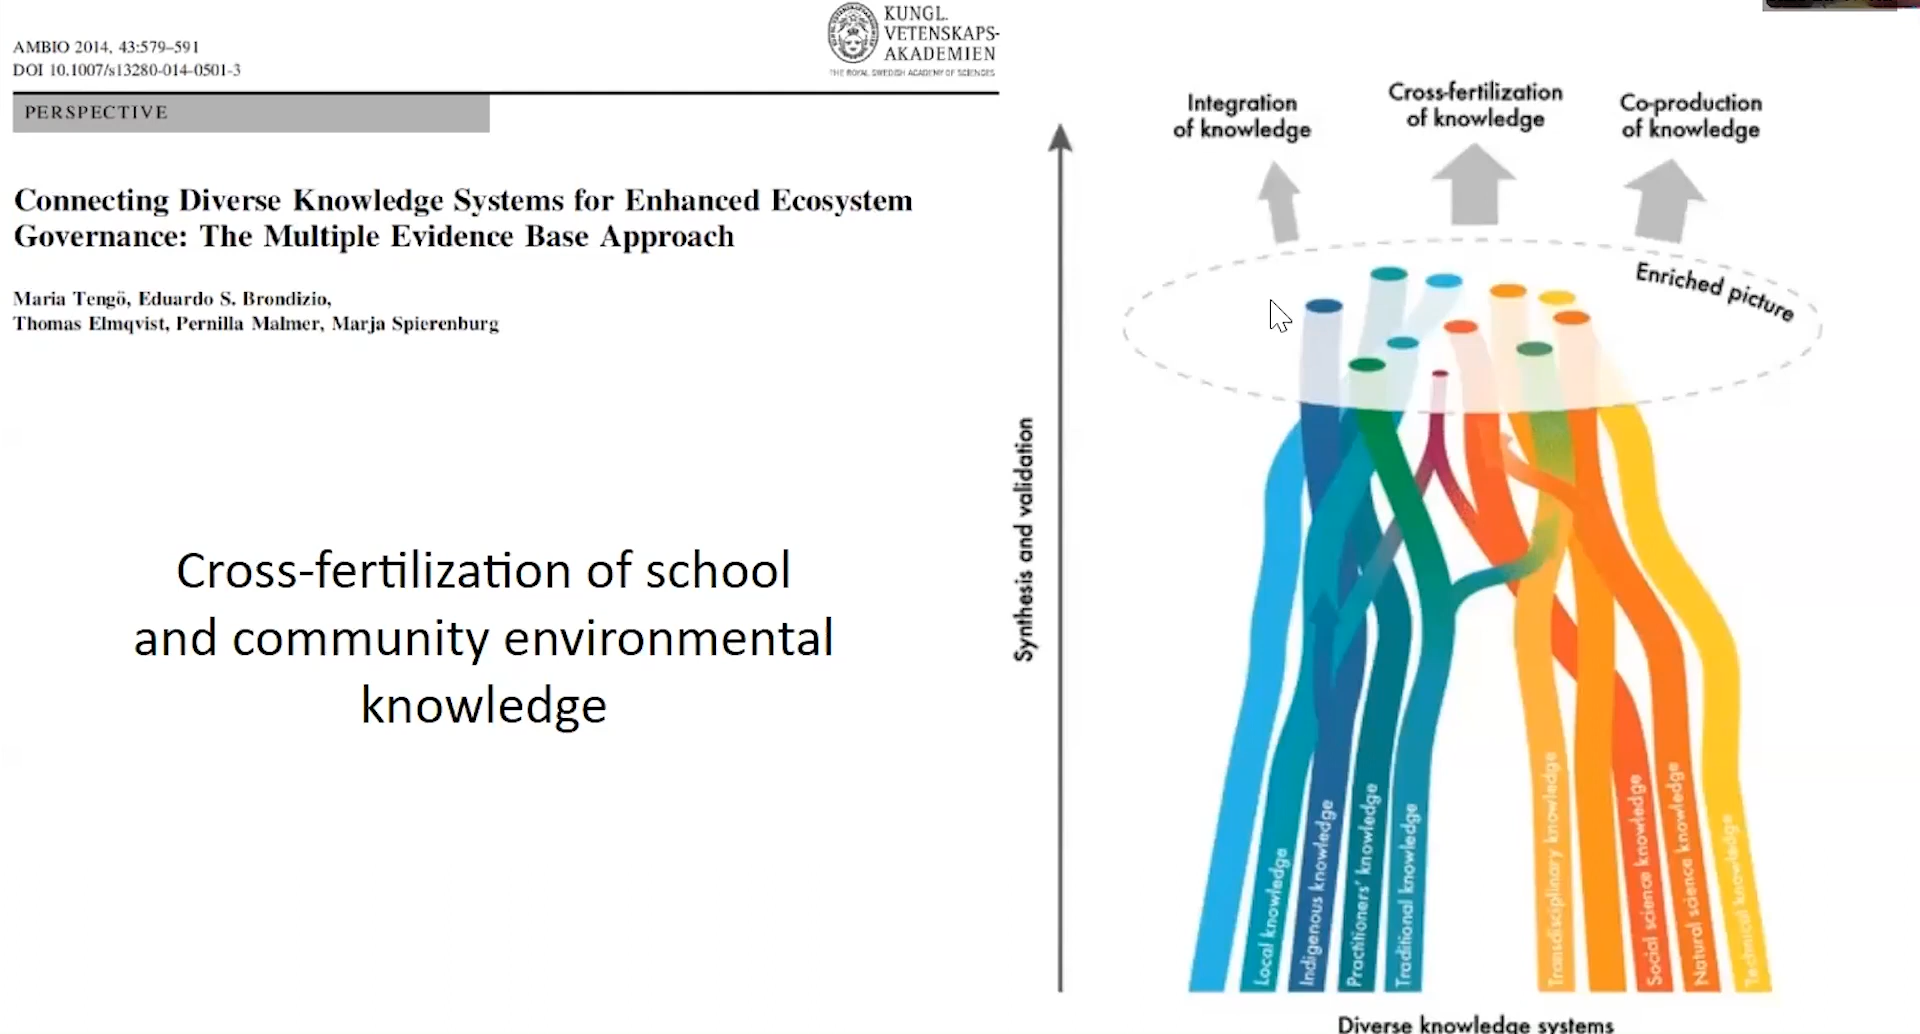 KUNGL.
VETENSKAPS-
AKADEMIEN
THE ROYAL SWEDISH ACADEMY OF SCIENCES
AMBIO 2014, 43:579–591
DOI 10.1007/s13280-014-0501-3
PERSPECTIVE
Connecting Diverse Knowledge Systems for Enhanced Ecosystem
Governance: The Multiple Evidence Base Approach
Maria Tengö, Eduardo S. Brondizio,
Thomas Elmqvist, Pernilla Malmer, Marja Spierenburg
Cross-fertilization of school
and community environmental
knowledge
Integration
of knowledge
Cross-fertilization
of knowledge
Co-production
of knowledge
Enriched picture
Synthesis and validation
Local knowledge
Indigenous knowledge
Practitioners' knowledge
Traditional knowledge
Transdisciplinary knowledge
Social science knowledge
Natural science knowledge
Technical knowledge
Diverse knowledge systems